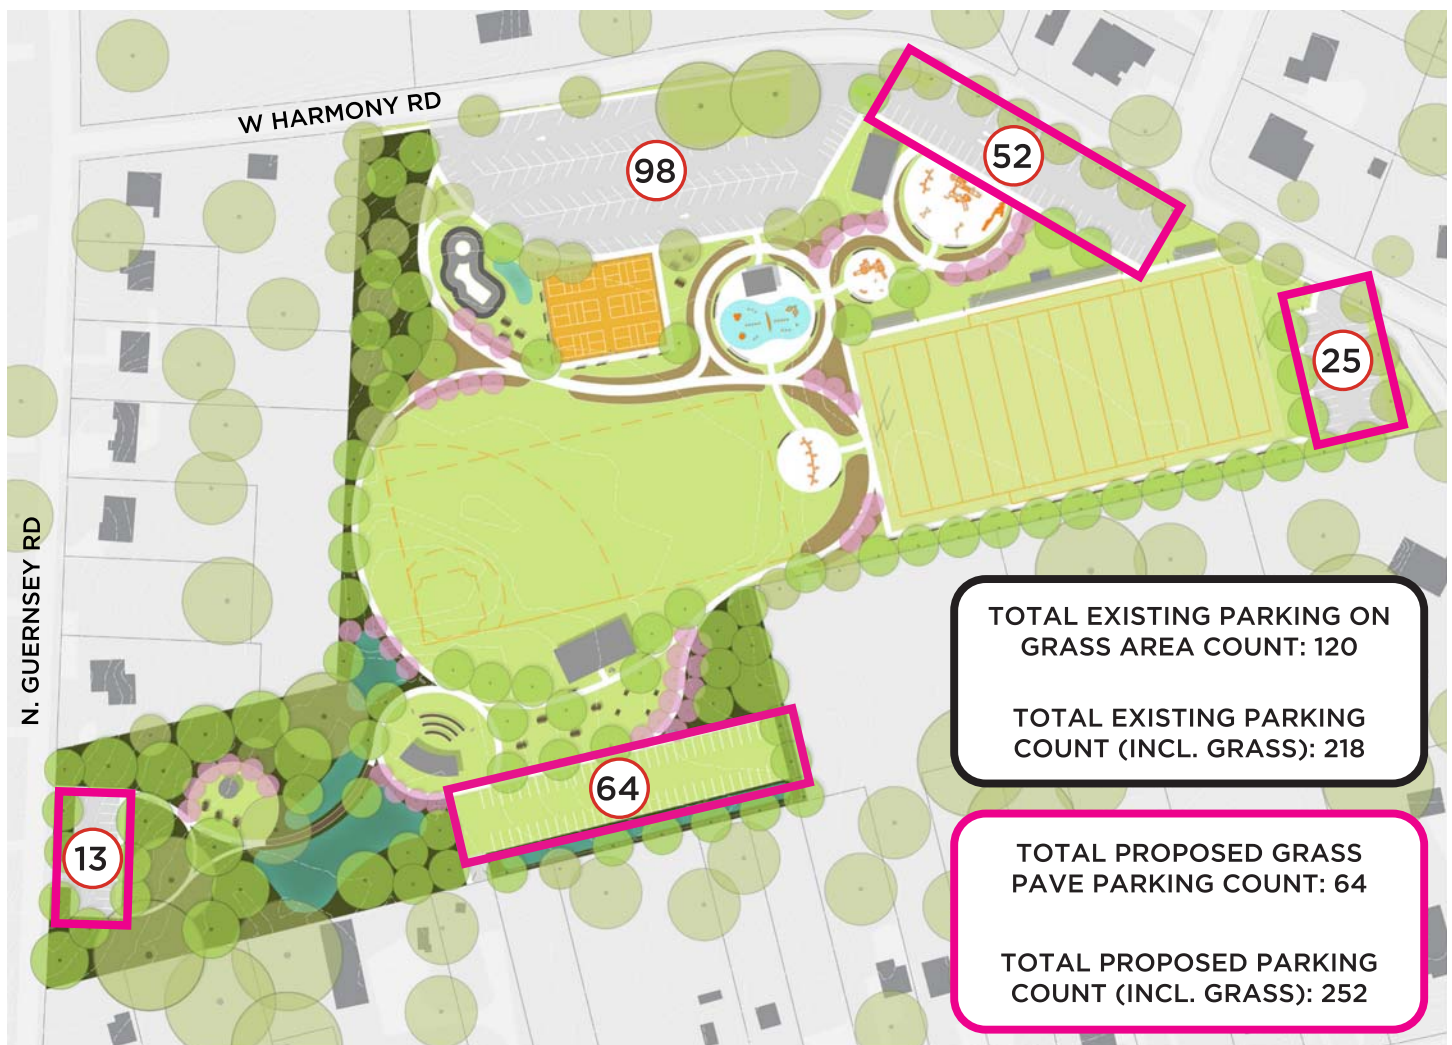 W HARMONY RD
98
52
25
N. GUERNSEY RD
64
13
TOTAL EXISTING PARKING ON
GRASS AREA COUNT: 120
TOTAL EXISTING PARKING
COUNT (INCL. GRASS): 218
TOTAL PROPOSED GRASS
PAVE PARKING COUNT: 64
TOTAL PROPOSED PARKING
COUNT (INCL. GRASS): 252